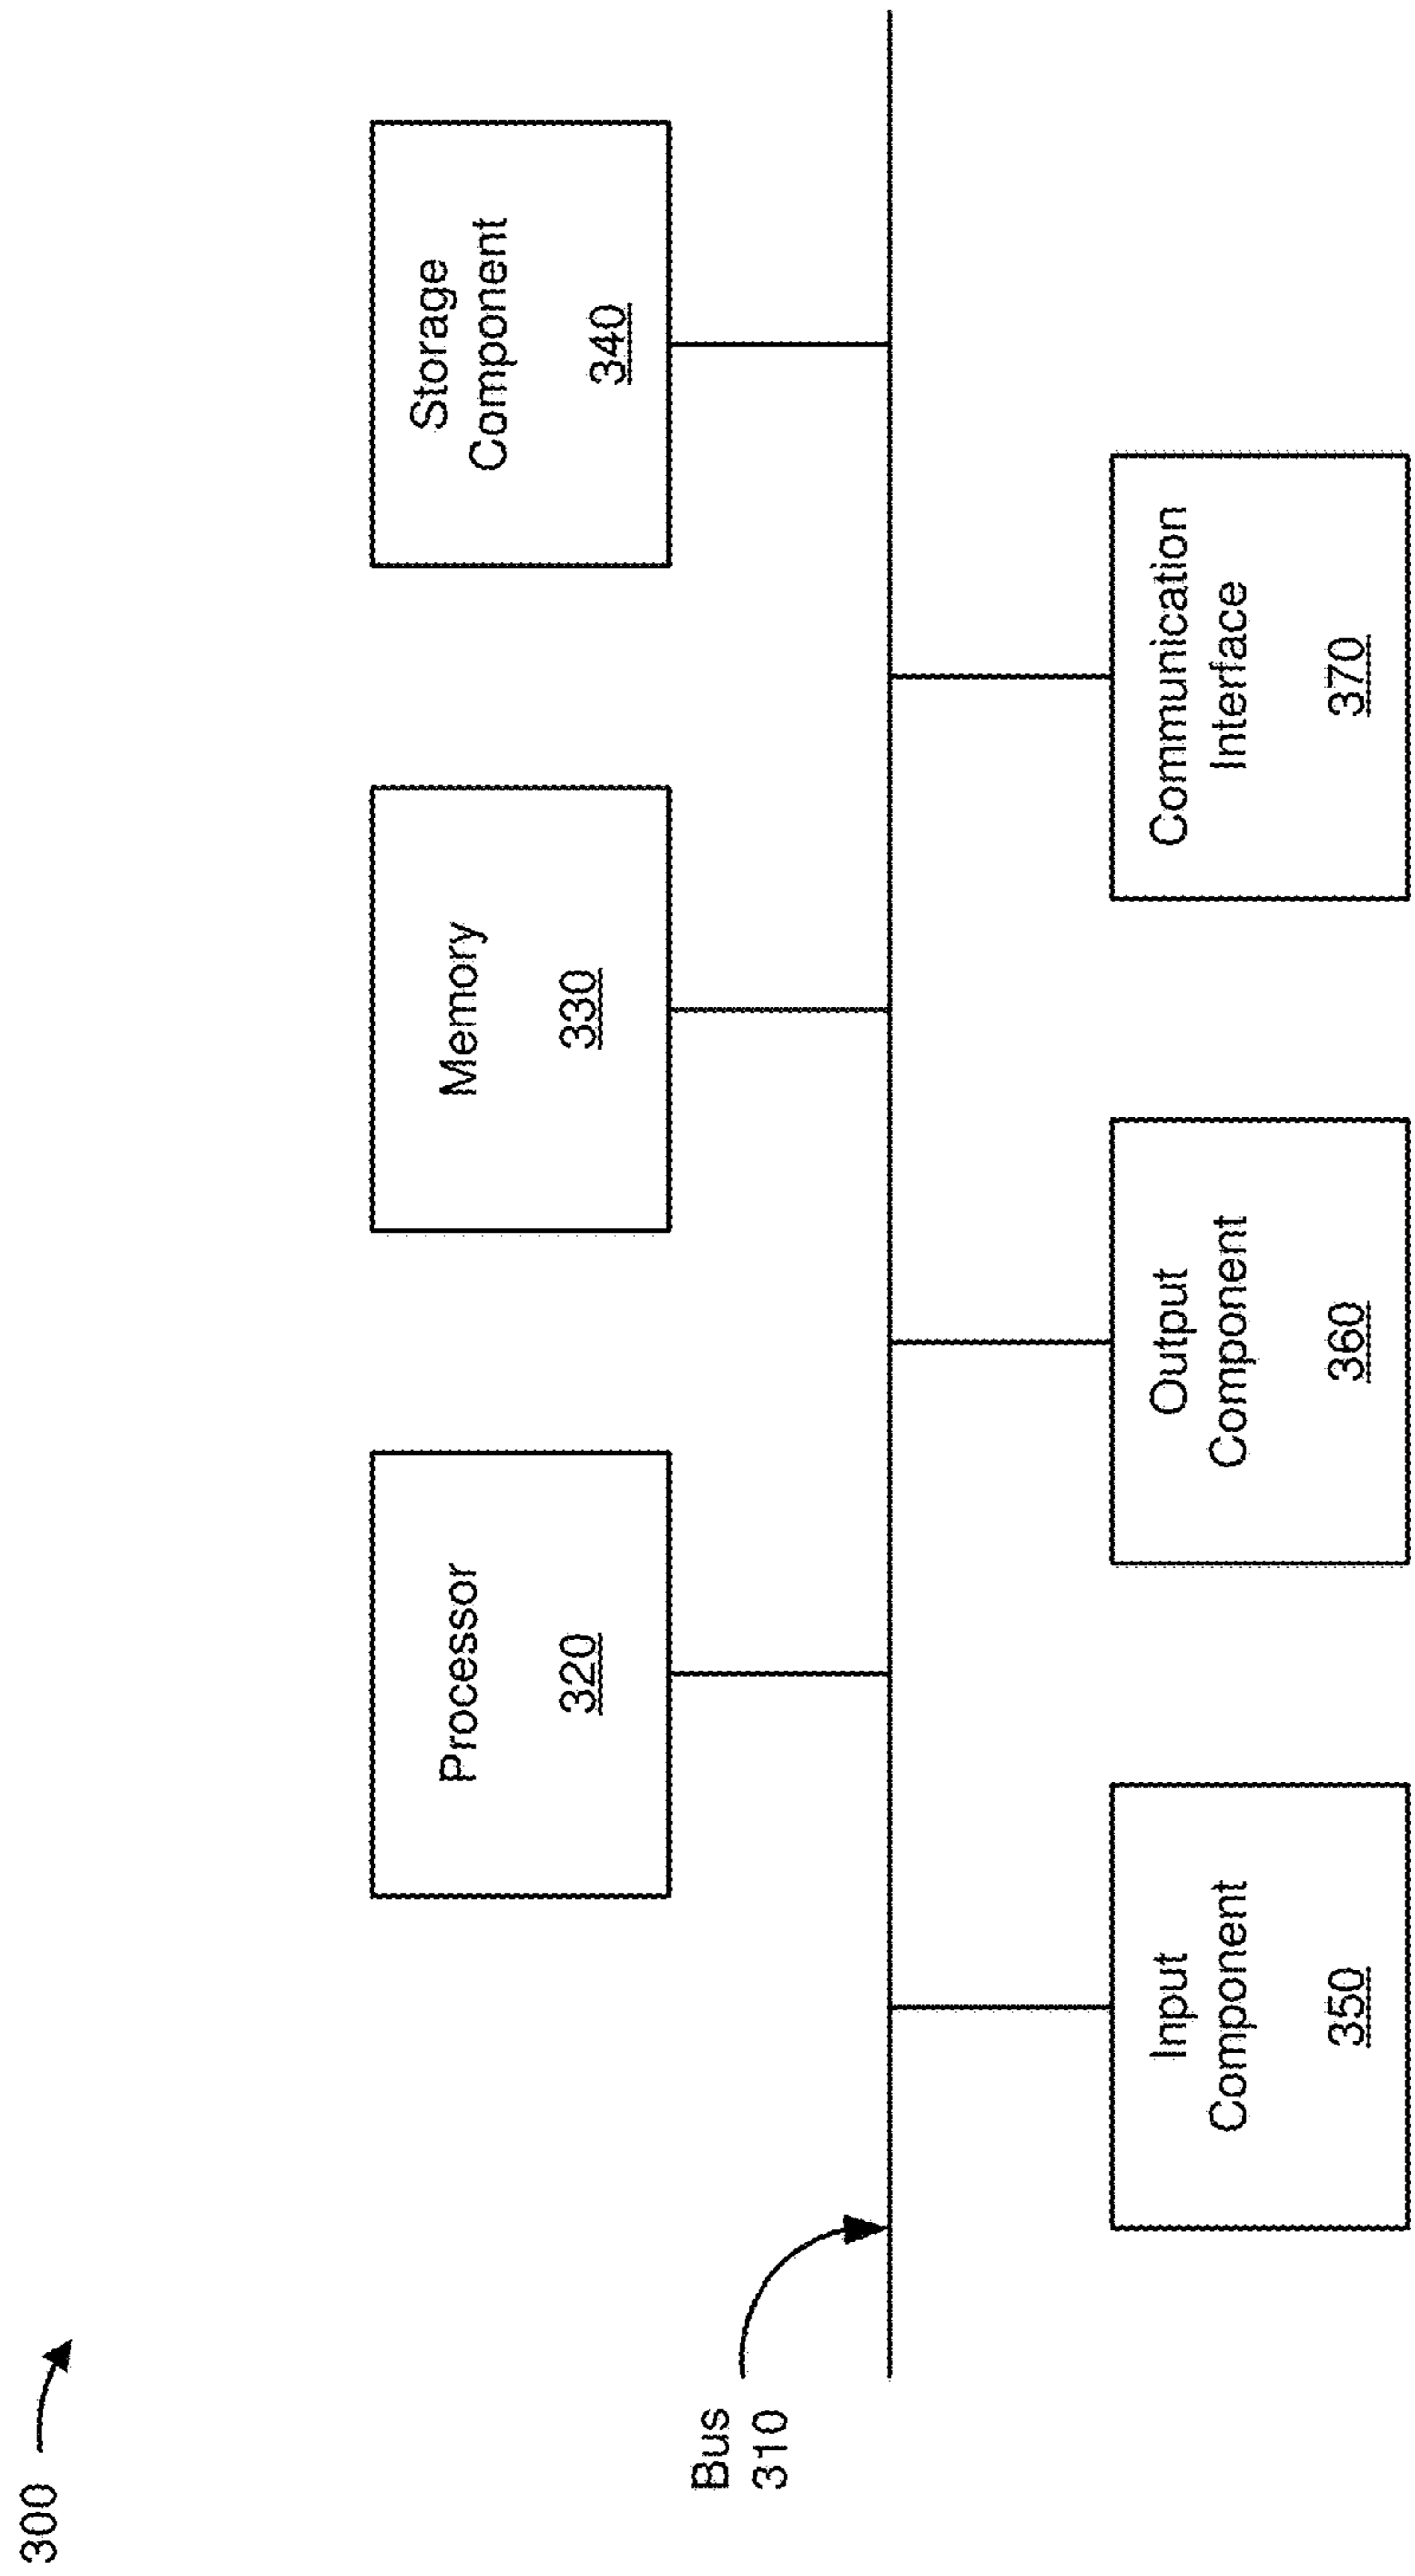 300
Processor
320
Memory
330
Storage
Component
340
Bus
310
Input
Component
350
Output
Component
360
Communication
Interface
370